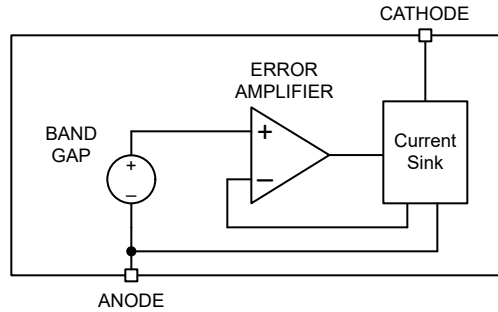 CATHODE
ERROR
AMPLIFIER
BAND
GAP
+
−
+
−
Current
Sink
ANODE